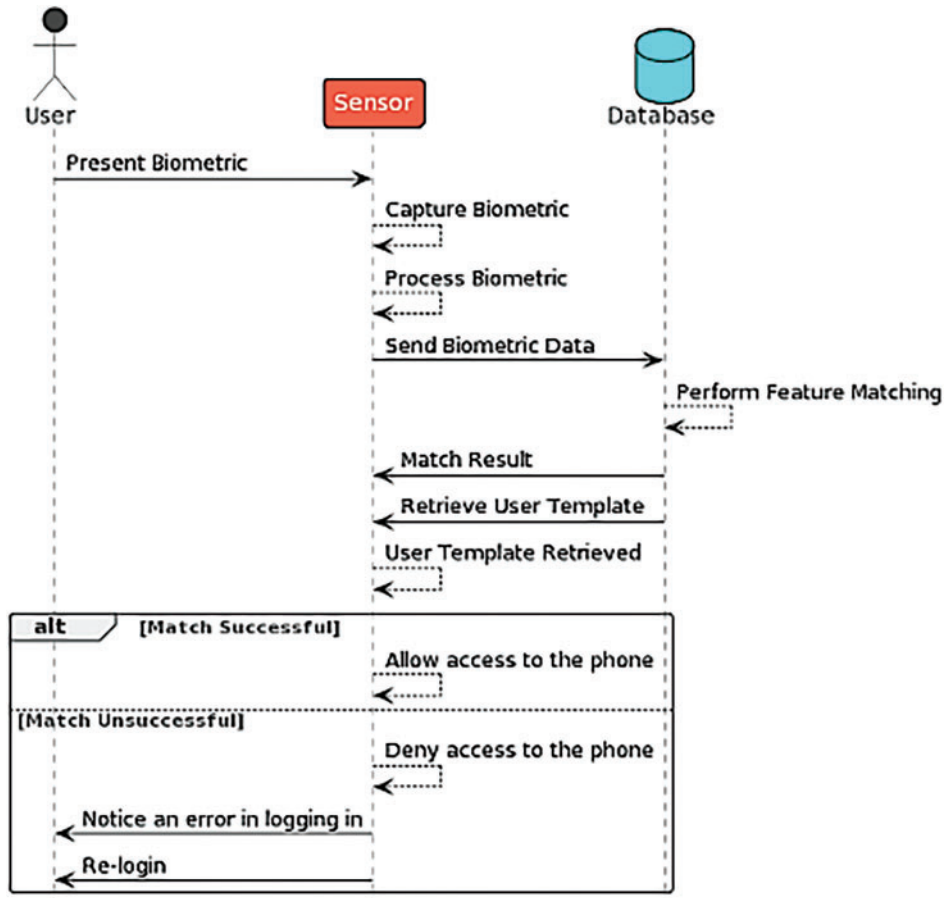 User
Sensor
Database
Present Biometric
Capture Biometric
Process Biometric
Send Biometric Data
Perform Feature Matching
Match Result
Retrieve User Template
User Template Retrieved
alt [Match Successful]
Allow access to the phone
[Match Unsuccessful]
Deny access to the phone
Notice an error in logging in
Re-login